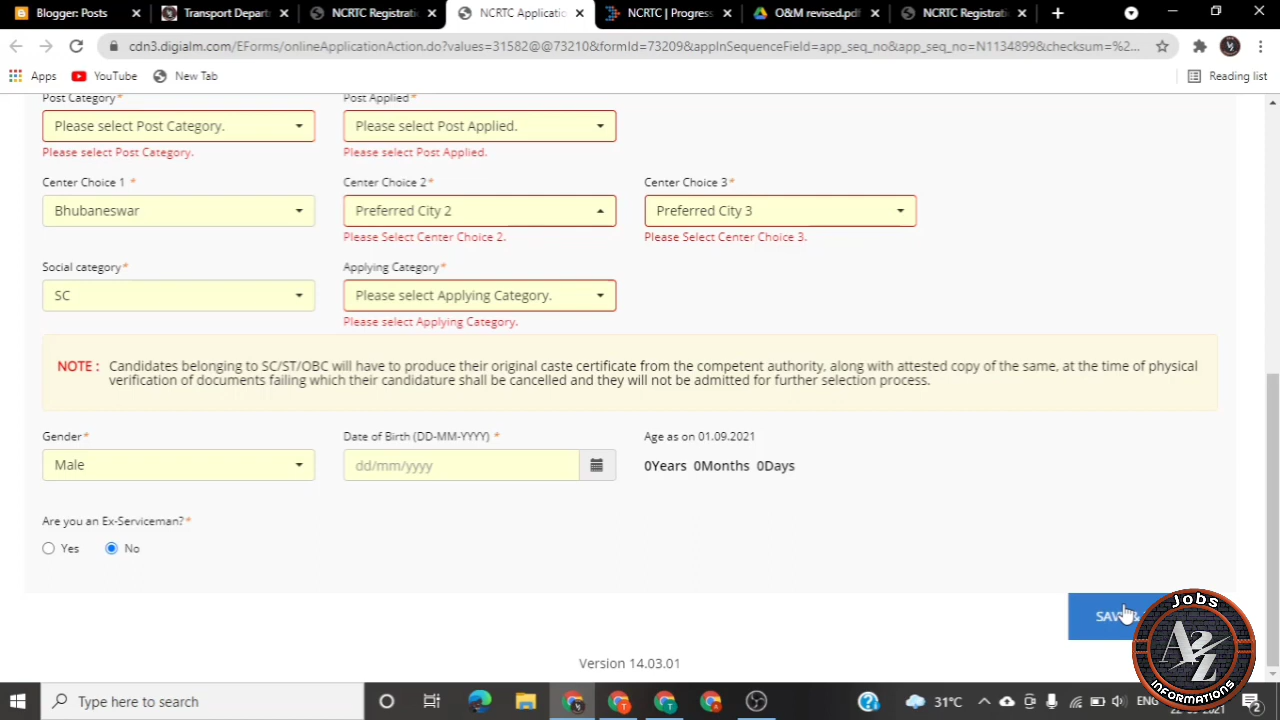 Blogger: Posts
Transport Depart
NCRTC Registratio
NCRTC Applicatio
NCRTC | Progress
O&M revised.pdf
NCRTC Registrati
cdn3.digialm.com/EForms/onlineApplicationAction.do?values=31582@@73210&formId=73209&appInSequenceField=app_seq_no&app_seq_no=N1134899&checksum=%2...
Apps
YouTube
New Tab
Reading list
Post Category*
Post Applied*
Please select Post Category.
Please select Post Applied.
Please select Post Category.
Please select Post Applied.
Center Choice 1 *
Center Choice 2*
Center Choice 3*
Bhubaneswar
Preferred City 2
Preferred City 3
Please Select Center Choice 2.
Please Select Center Choice 3.
Social category*
Applying Category*
SC
Please select Applying Category.
Please select Applying Category.
NOTE : Candidates belonging to SC/ST/OBC will have to produce their original caste certificate from the competent authority, along with attested copy of the same, at the time of physical
verification of documents failing which their candidature shall be cancelled and they will not be admitted for further selection process.
Gender*
Date of Birth (DD-MM-YYYY) *
Age as on 01.09.2021
Male
dd/mm/yyyy
0Years 0Months 0Days
Are you an Ex-Serviceman?*
Yes
No
Jobs
A2Z
INFORMATIONS
Version 14.03.01
Type here to search
31°C
ENG
2